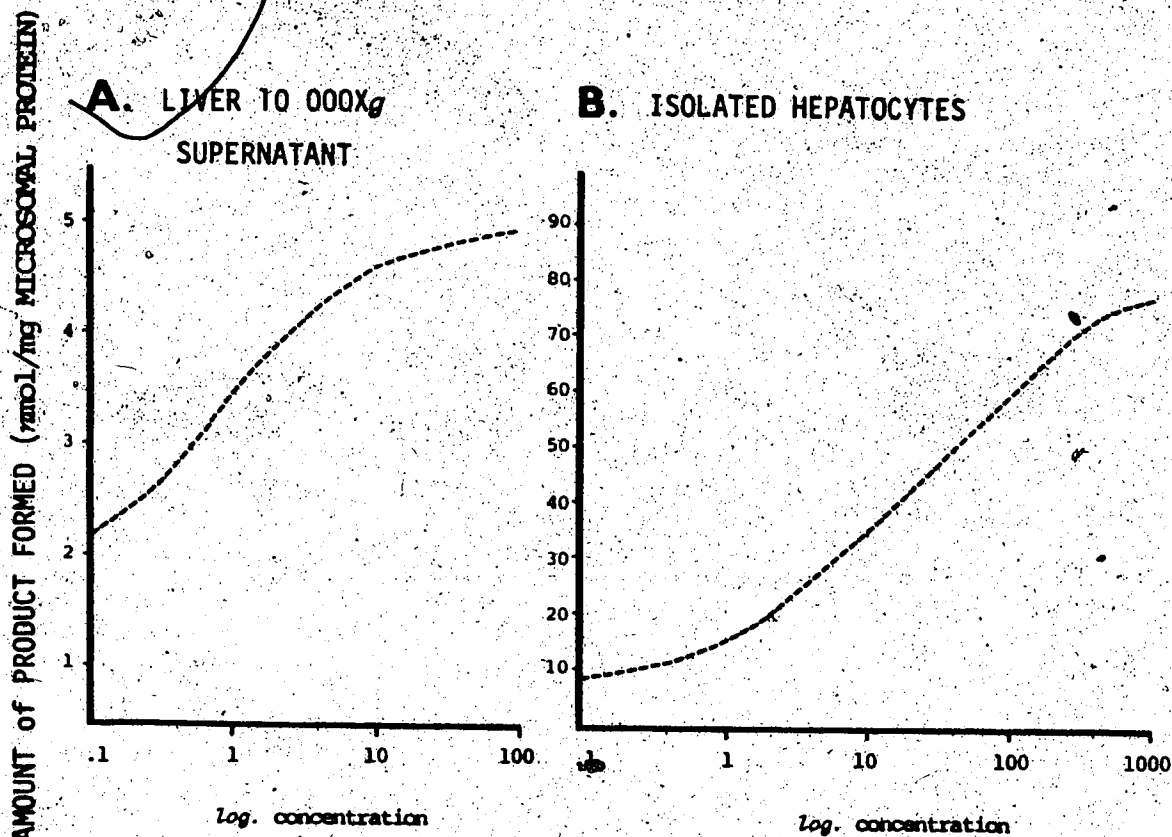 AMOUNT of PRODUCT FORMED (nmol/mg MICROSOMAL PROTEIN)
A. LIVER 10 000Xg
SUPERNATANT
5
4
3
2
1
.1 1 10 100
log. concentration
B. ISOLATED HEPATOCYTES
90
80
70
60
50
40
30
20
10
1 10 100 1000
log. concentration